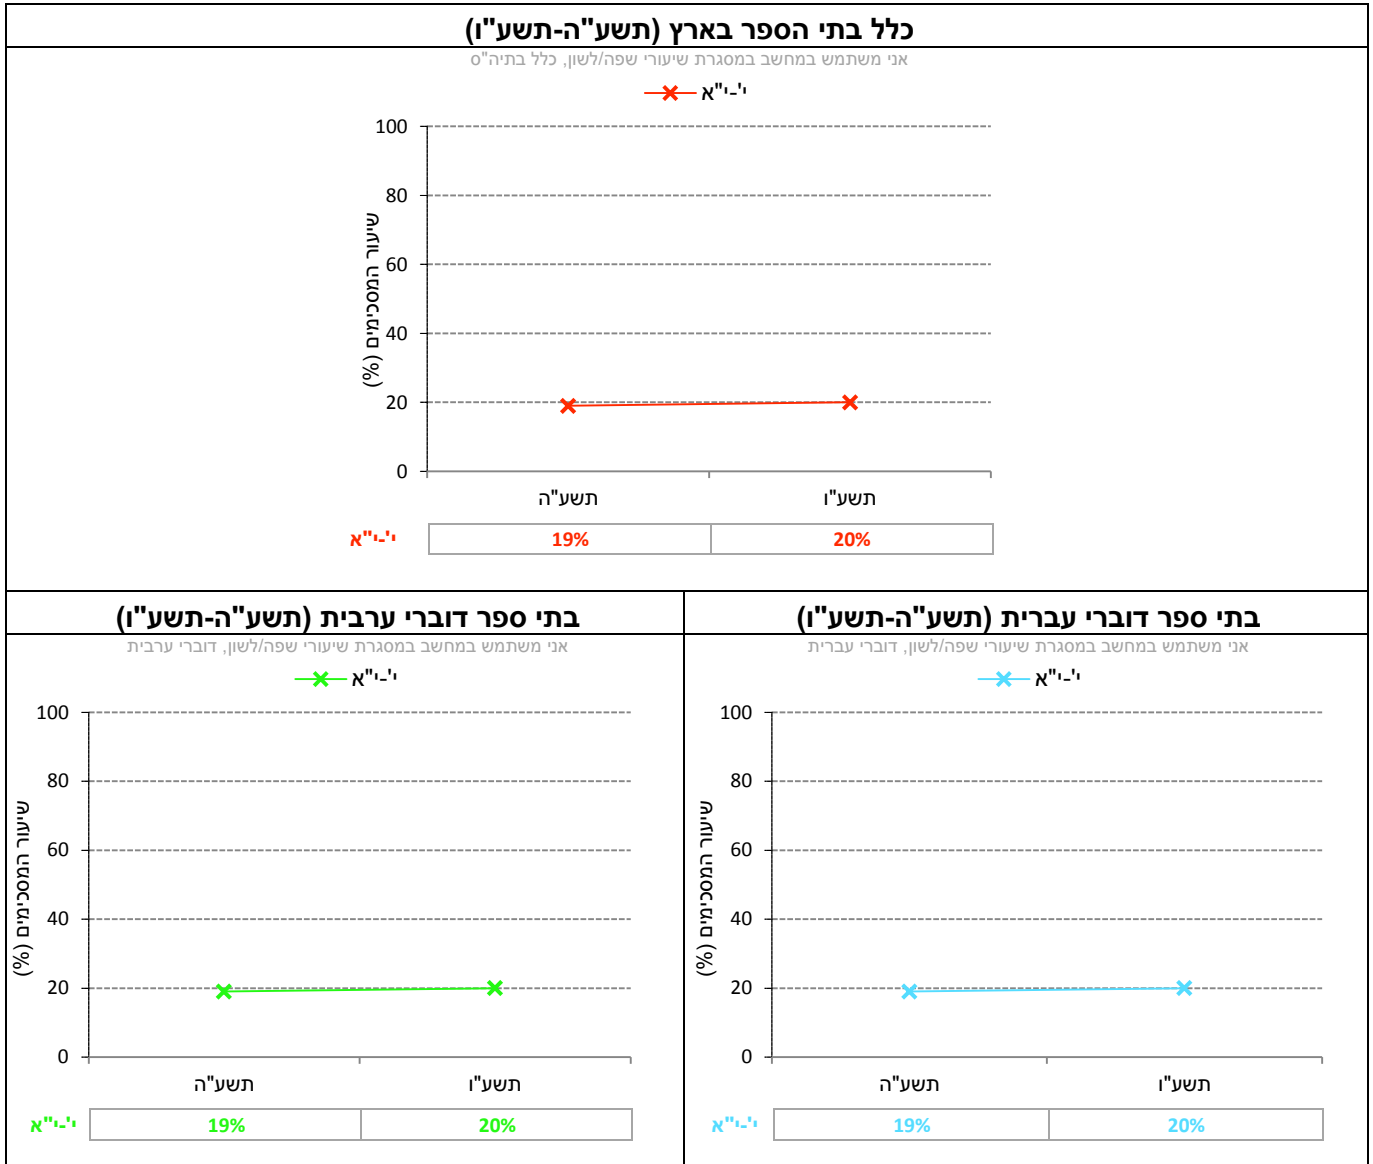 כלל בתי הספר בארץ (תשע"ה-תשע"ו)
אני משתמש במחשב במסגרת שיעורי שפה/לשון, כלל בתיה"ס
י'-י"א
שיעור המסכימים (%)
100
80
60
40
20
0
תשע"ה תשע"ו
י'-י"א 19% 20%
בתי ספר דוברי עברית (תשע"ה-תשע"ו)
אני משתמש במחשב במסגרת שיעורי שפה/לשון, דוברי עברית
י'-י"א
שיעור המסכימים (%)
100
80
60
40
20
0
תשע"ה תשע"ו
י'-י"א 19% 20%
בתי ספר דוברי ערבית (תשע"ה-תשע"ו)
אני משתמש במחשב במסגרת שיעורי שפה/לשון, דוברי ערבית
י'-י"א
שיעור המסכימים (%)
100
80
60
40
20
0
תשע"ה תשע"ו
י'-י"א 19% 20%